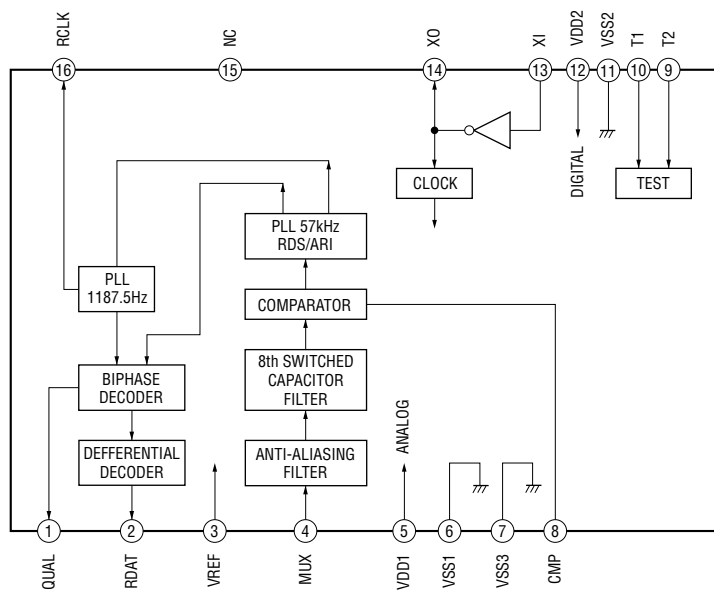 RCLK
NC
XO
XI
VDD2
VSS2
T1
T2
16
15
14
13
12
11
10
9
DIGITAL
CLOCK
TEST
PLL 57kHz
RDS/ARI
PLL
1187.5Hz
COMPARATOR
8th SWITCHED
CAPACITOR
FILTER
BIPHASE
DECODER
ANALOG
DEFFERENTIAL
DECODER
ANTI-ALIASING
FILTER
1
2
3
4
5
6
7
8
QUAL
RDAT
VREF
MUX
VDD1
VSS1
VSS3
CMP